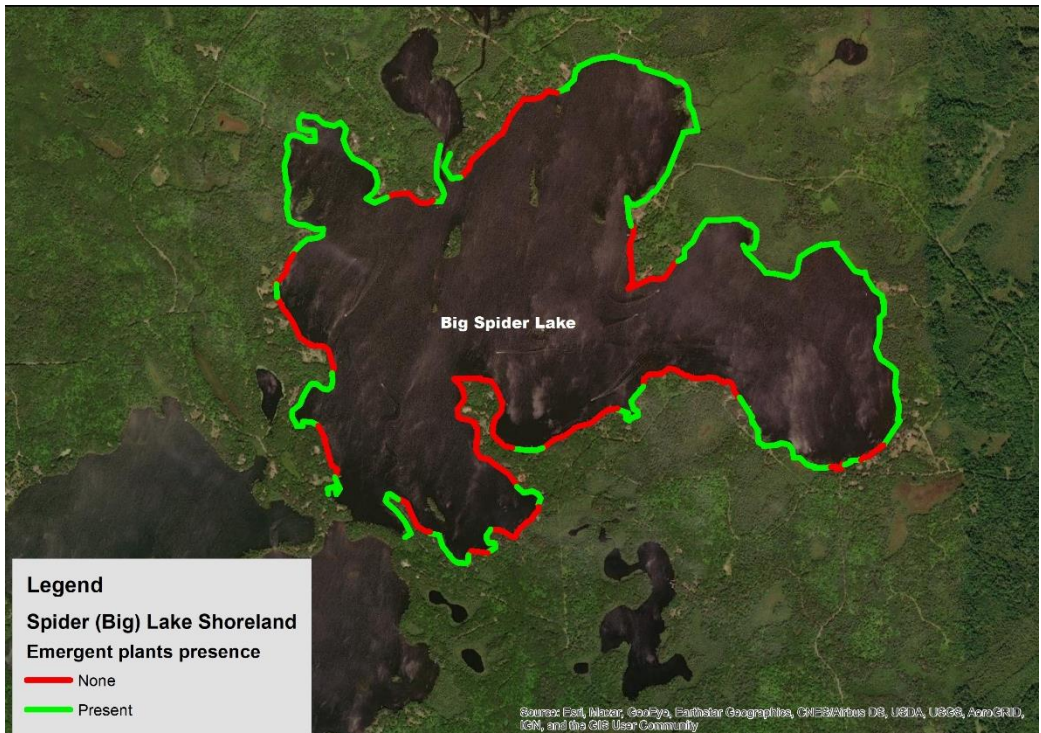 Big Spider Lake
Legend
Spider (Big) Lake Shoreland
Emergent plants presence
None
Present
Source: Esri, Maxar, GeoEye, Earthstar Geographics, CNES/Airbus DS, USDA, USGS, AeroGRID,
IGN, and the GIS User Community